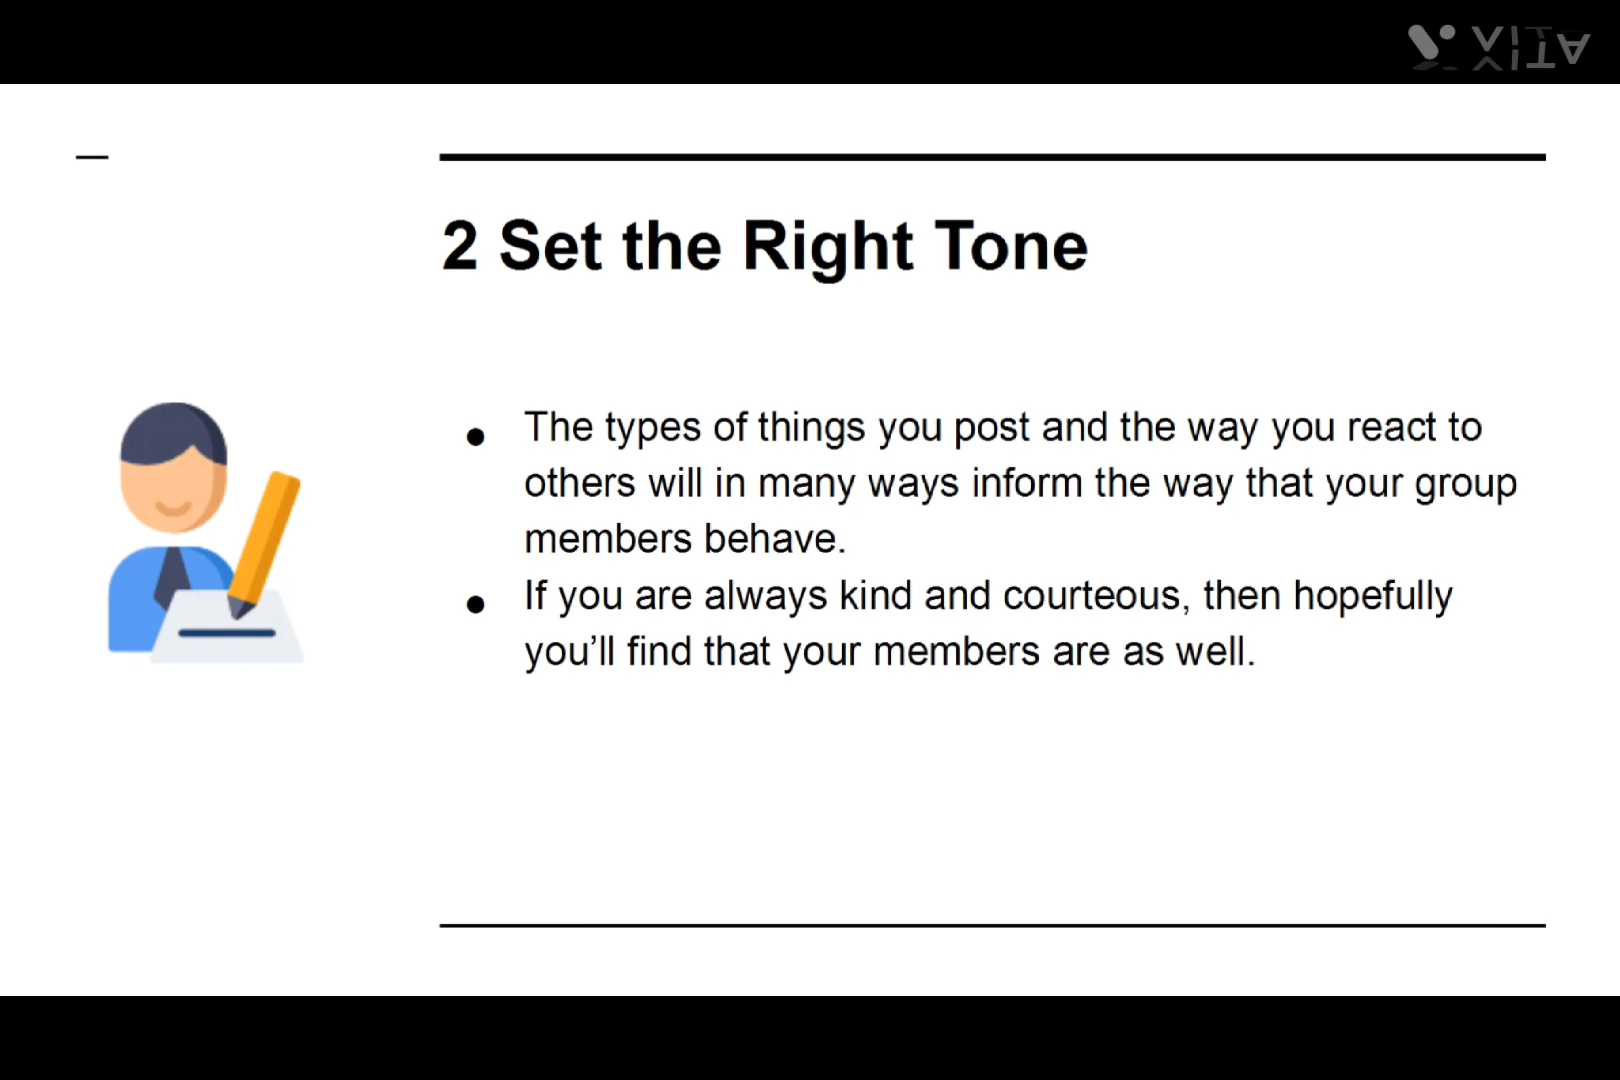 VITA
2 Set the Right Tone
The types of things you post and the way you react to
others will in many ways inform the way that your group
members behave.
If you are always kind and courteous, then hopefully
you’ll find that your members are as well.